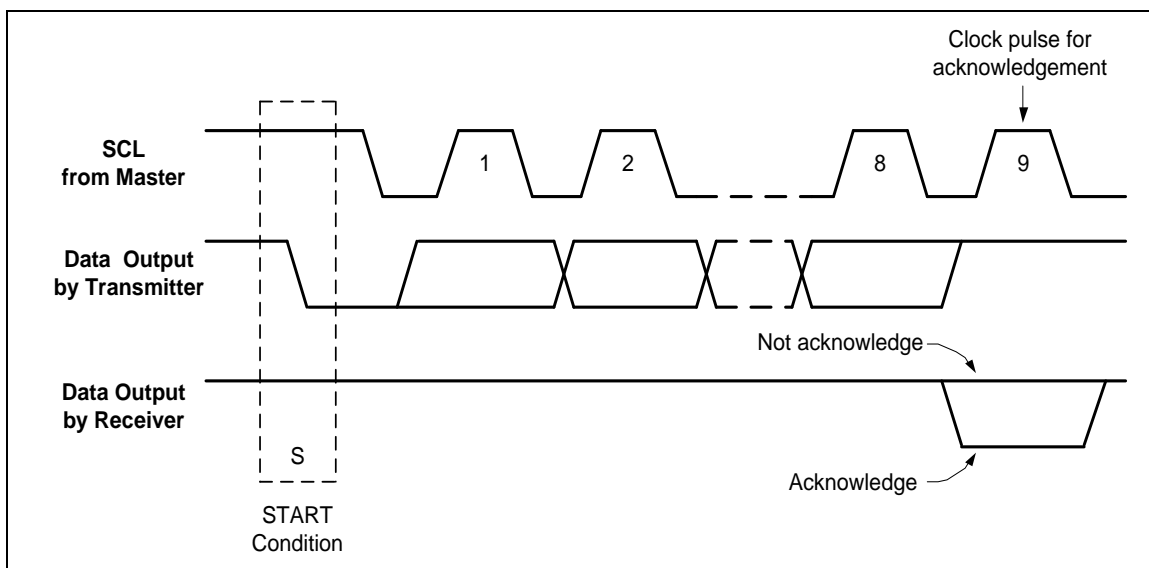 Clock pulse for
acknowledgement
SCL
from Master
1
2
8
9
Data Output
by Transmitter
Not acknowledge
Data Output
by Receiver
S
Acknowledge
START
Condition